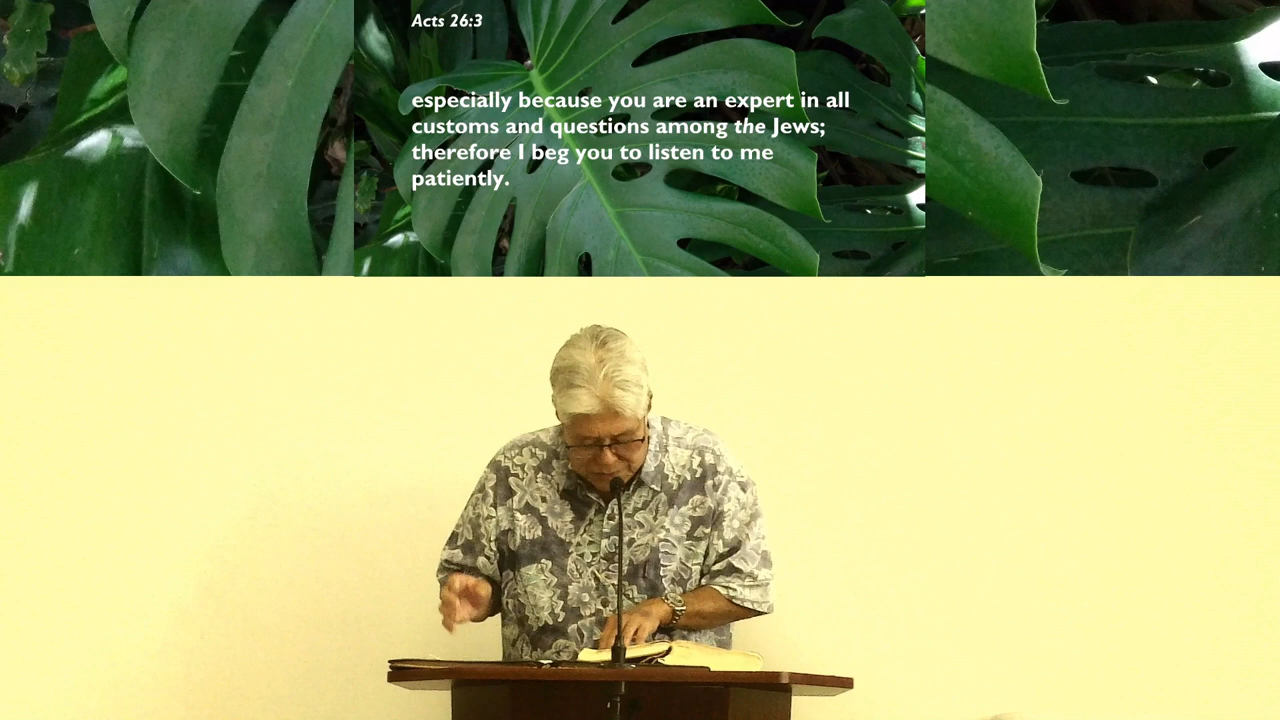 Acts 26:3
especially because you are an expert in all
customs and questions among the Jews;
therefore I beg you to listen to me
patiently.